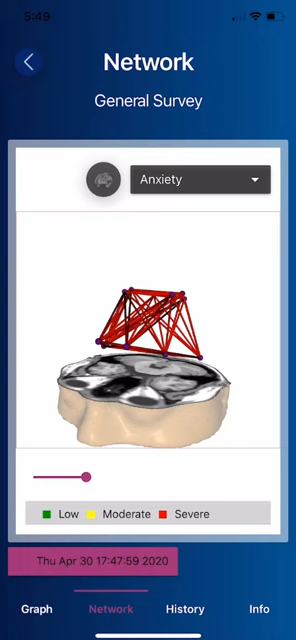 5:49
Network
General Survey
Anxiety
Low Moderate Severe
Thu Apr 30 17:47:59 2020
Graph Network History Info